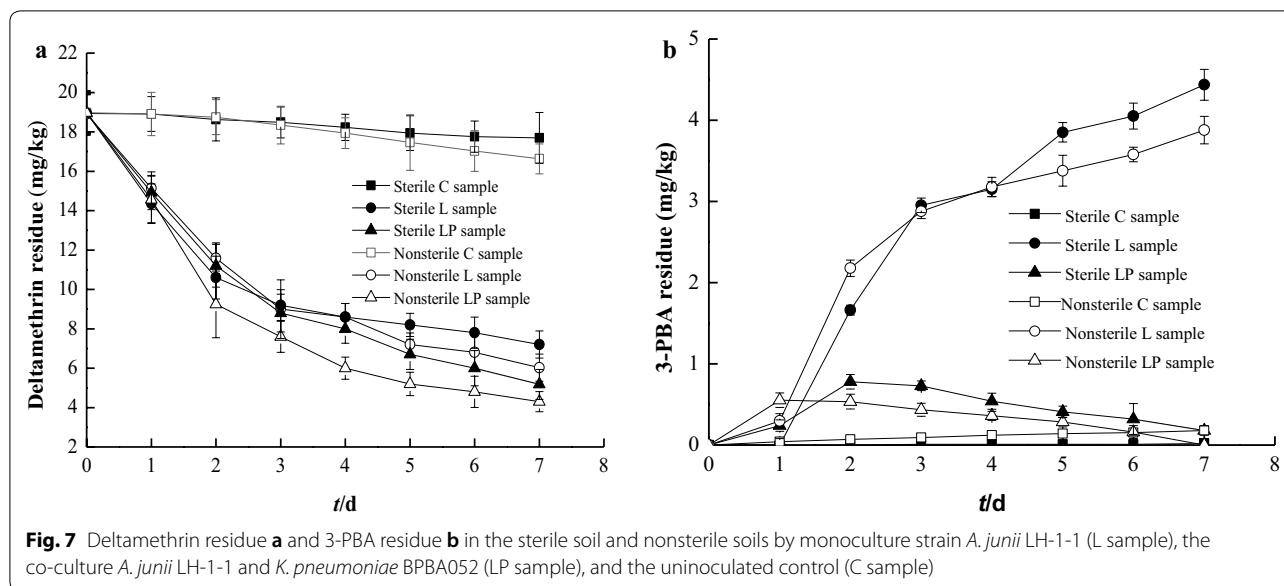 a
22
20
18
16
14
12
10
8
6
4
2
Deltamethrin residue (mg/kg)
Sterile C sample
Sterile L sample
Sterile LP sample
Nonsterile C sample
Nonsterile L sample
Nonsterile LP sample
0 1 2 3 4 5 6 7 8
t/d
b
5
4
3
2
1
0
3-PBA residue (mg/kg)
Sterile C sample
Sterile L sample
Sterile LP sample
Nonsterile C sample
Nonsterile L sample
Nonsterile LP sample
0 1 2 3 4 5 6 7 8
t/d
Fig. 7 Deltamethrin residue a and 3-PBA residue b in the sterile soil and nonsterile soils by monoculture strain A. junii LH-1-1 (L sample), the
co-culture A. junii LH-1-1 and K. pneumoniae BPBA052 (LP sample), and the uninoculated control (C sample)